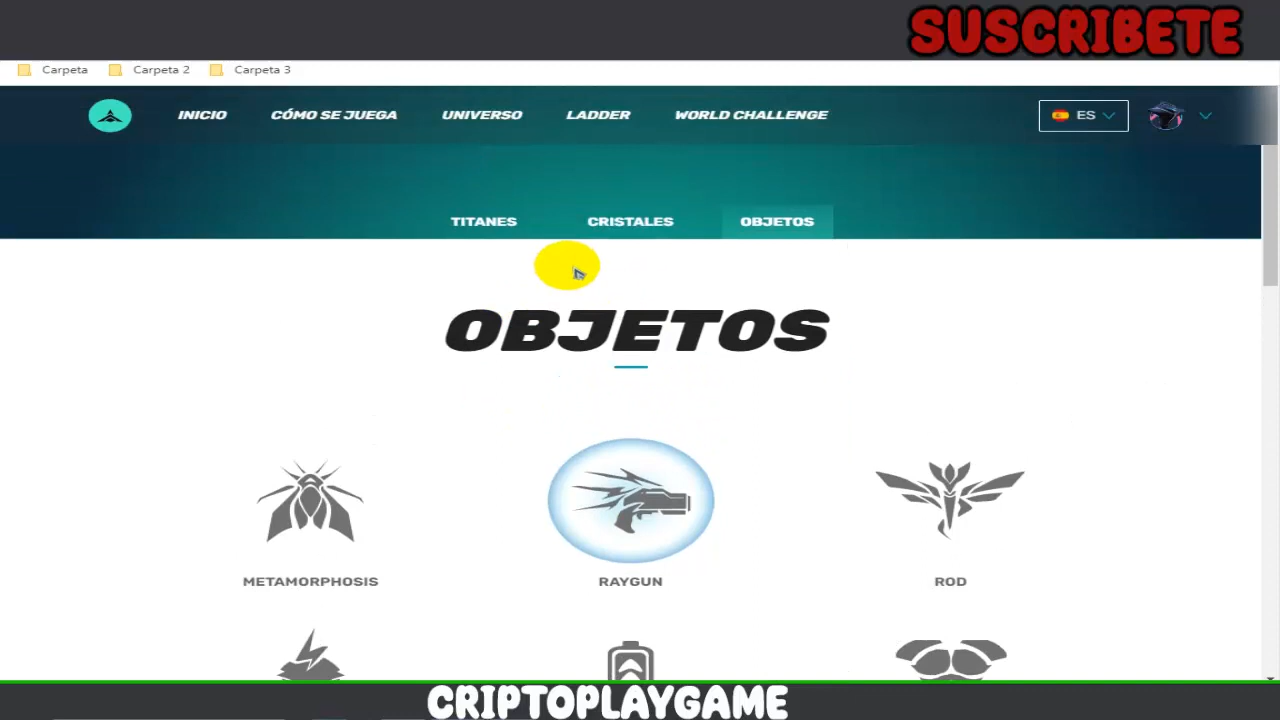 SUSCRIBETE
Carpeta Carpeta 2 Carpeta 3
INICIO CÓMO SE JUEGA UNIVERSO LADDER WORLD CHALLENGE ES
TITANES CRISTALES OBJETOS
OBJETOS
METAMORPHOSIS RAYGUN ROD
CRIPTOPLAYGAME